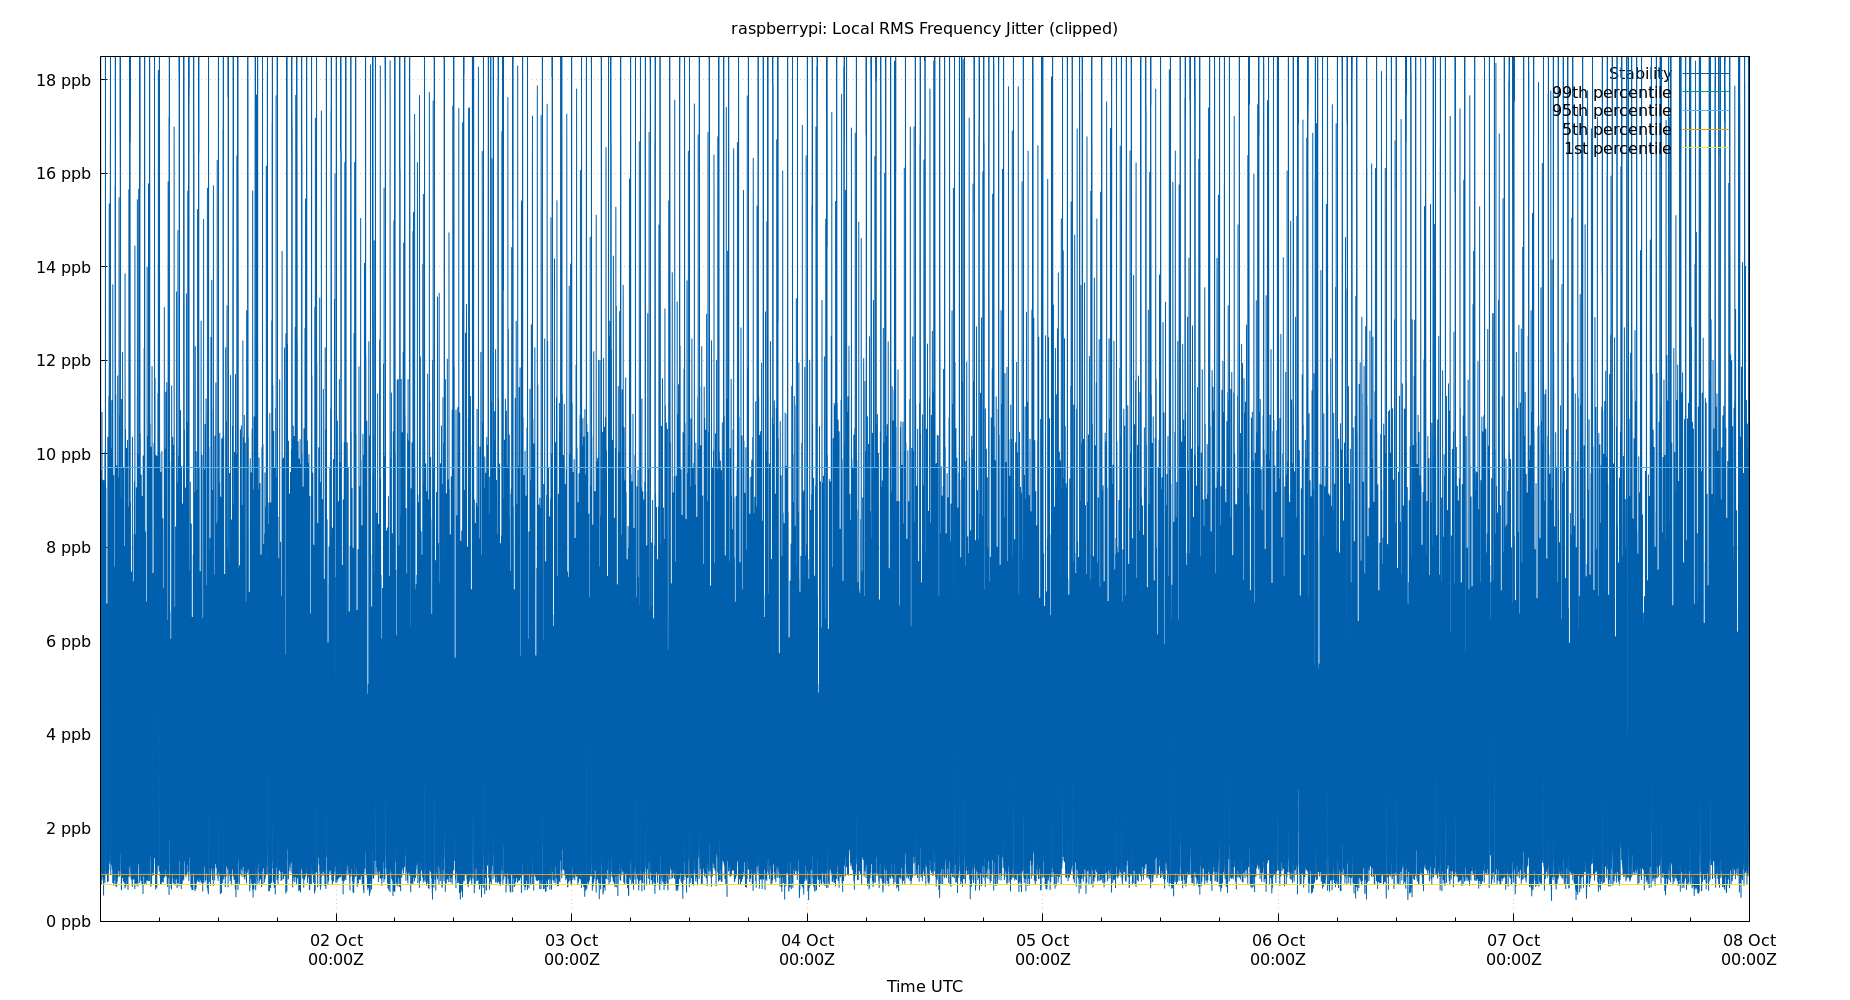 raspberrypi: Local RMS Frequency Jitter (clipped)
18 ppb
16 ppb
14 ppb
12 ppb
10 ppb
8 ppb
6 ppb
4 ppb
2 ppb
0 ppb
Stability
99th percentile
95th percentile
5th percentile
1st percentile
02 Oct
00:00Z
03 Oct
00:00Z
04 Oct
00:00Z
05 Oct
00:00Z
06 Oct
00:00Z
07 Oct
00:00Z
08 Oct
00:00Z
Time UTC